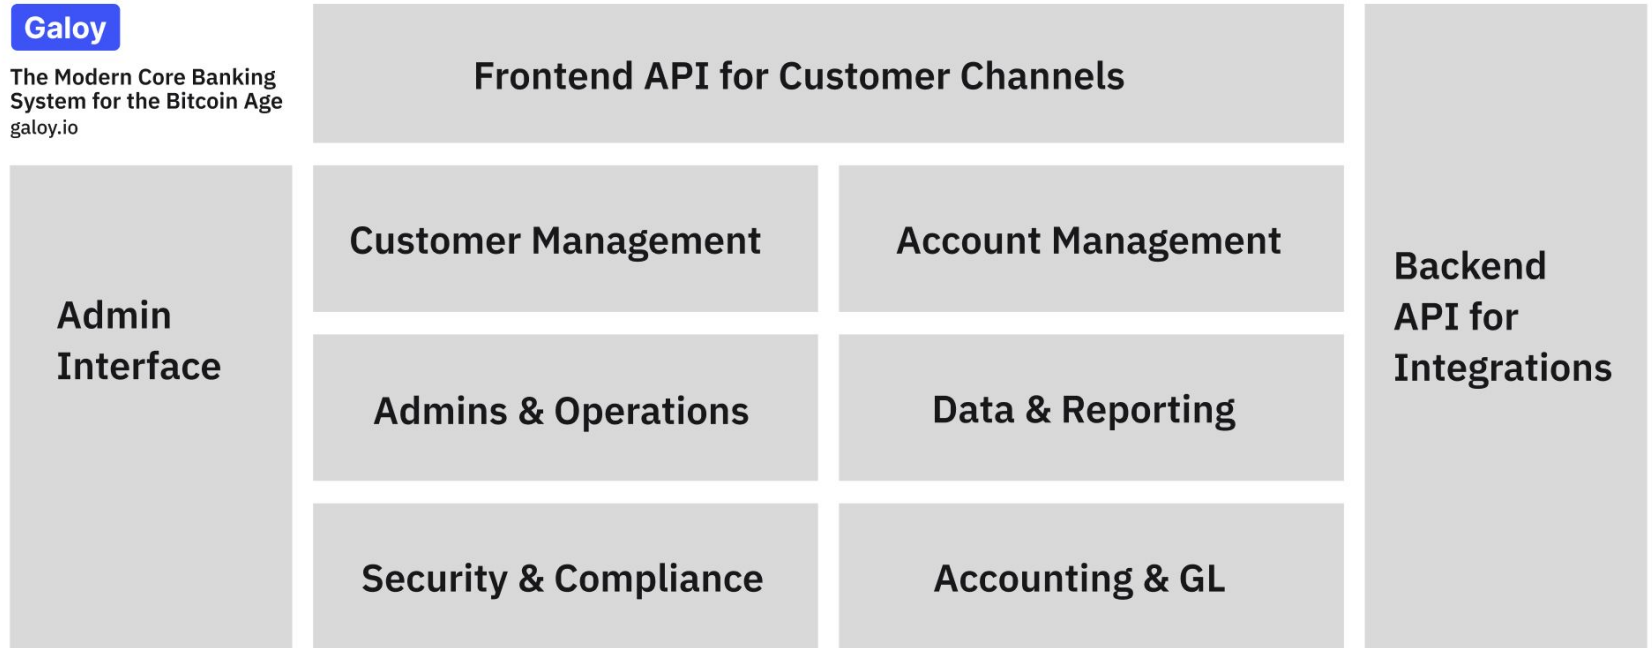 Galoy
The Modern Core Banking
System for the Bitcoin Age
galoy.io
Frontend API for Customer Channels
Admin
Interface
Customer Management
Account Management
Admins & Operations
Data & Reporting
Security & Compliance
Accounting & GL
Backend
API for
Integrations